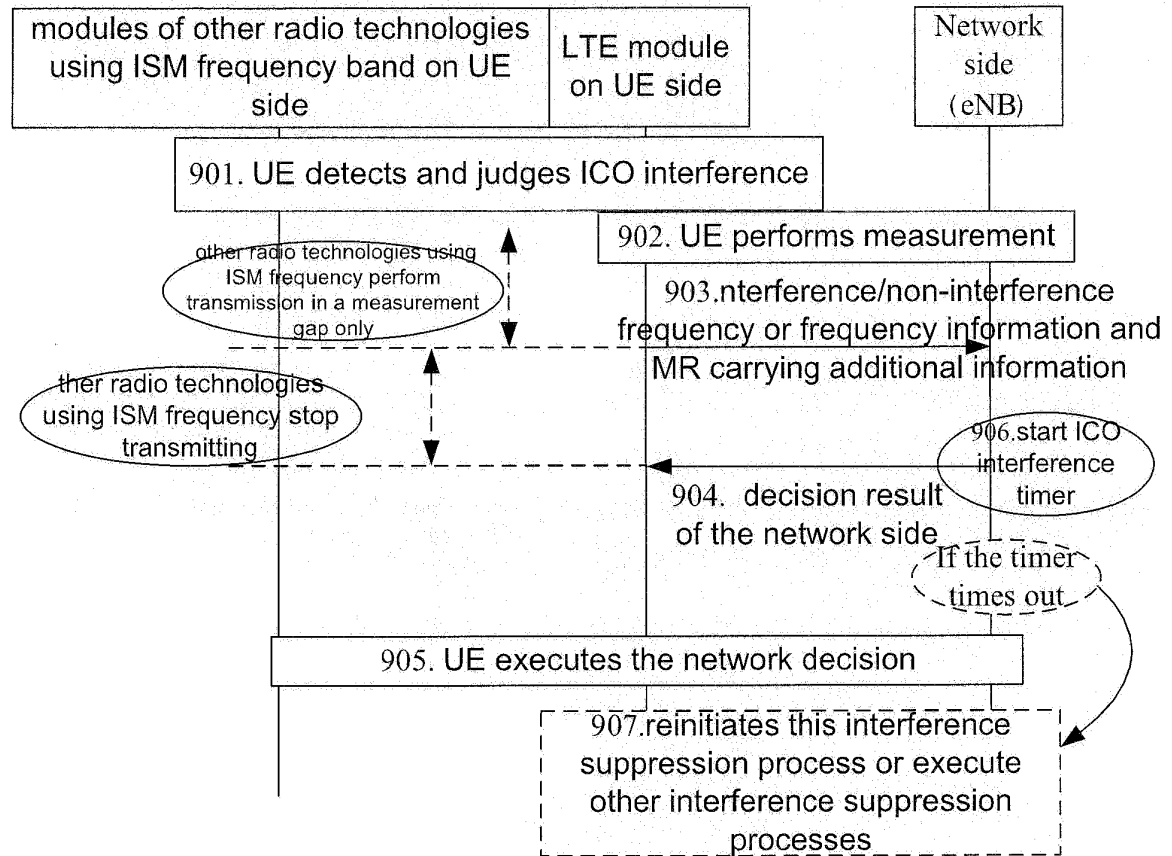 modules of other radio technologies
using ISM frequency band on UE
side
LTE module
on UE side
Network
side
(eNB)
901. UE detects and judges ICO interference
902. UE performs measurement
other radio technologies using
ISM frequency perform
transmission in a measurement
gap only
903.nterference/non-interference
frequency or frequency information and
MR carrying additional information
ther radio technologies
using ISM frequency stop
transmitting
906.start ICO
interference
timer
904. decision result
of the network side
If the timer
times out
905. UE executes the network decision
907.reinitiates this interference
suppression process or execute
other interference suppression
processes